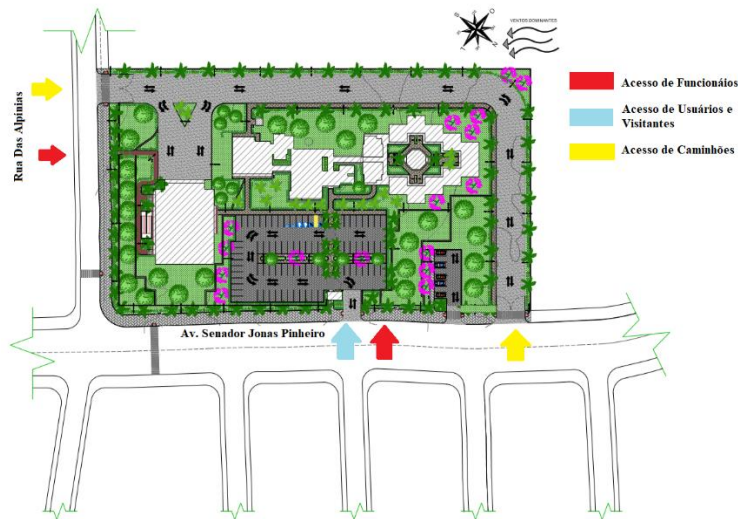 VENTOS DOMINANTES
Acesso de Funcionáios
Acesso de Usuários e
Visitantes
Acesso de Caminhões
Rua Das Alpinias
Av. Senador Jonas Pinheiro